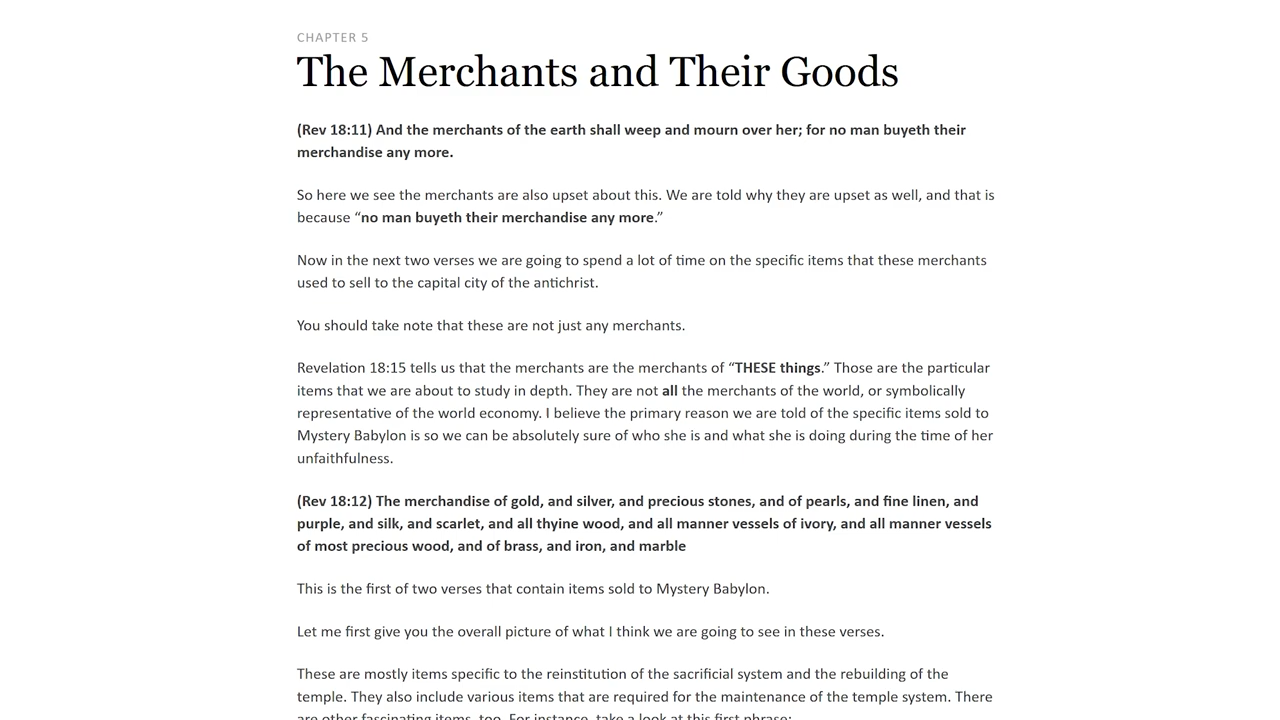 CHAPTER 5
The Merchants and Their Goods
(Rev 18:11) And the merchants of the earth shall weep and mourn over her; for no man buyeth their
merchandise any more.
So here we see the merchants are also upset about this. We are told why they are upset as well, and that is
because “no man buyeth their merchandise any more.”
Now in the next two verses we are going to spend a lot of time on the specific items that these merchants
used to sell to the capital city of the antichrist.
You should take note that these are not just any merchants.
Revelation 18:15 tells us that the merchants are the merchants of “THESE things.” Those are the particular
items that we are about to study in depth. They are not all the merchants of the world, or symbolically
representative of the world economy. I believe the primary reason we are told of the specific items sold to
Mystery Babylon is so we can be absolutely sure of who she is and what she is doing during the time of her
unfaithfulness.
(Rev 18:12) The merchandise of gold, and silver, and precious stones, and of pearls, and fine linen, and
purple, and silk, and scarlet, and all thyine wood, and all manner vessels of ivory, and all manner vessels
of most precious wood, and of brass, and iron, and marble
This is the first of two verses that contain items sold to Mystery Babylon.
Let me first give you the overall picture of what I think we are going to see in these verses.
These are mostly items specific to the reinstitution of the sacrificial system and the rebuilding of the
temple. They also include various items that are required for the maintenance of the temple system. There
are other fascinating items, too. For instance, take a look at this first phrase: